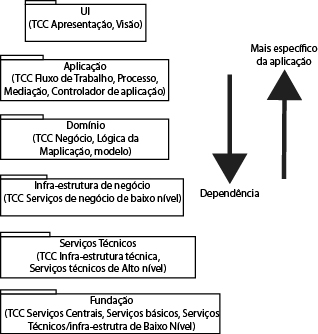 UI
(TCC Apresentação, Visão)
Aplicação
(TCC Fluxo de Trabalho, Processo,
Mediação, Controlador de aplicação)
Mais específico
da aplicação
Domínio
(TCC Negócio, Lógica da
Maplicação, modelo)
Infra-estrutura de negócio
(TCC Serviços de negócio de baixo nível)
Dependência
Serviços Técnicos
(TCC Infra-estrutura técnica,
Serviços técnicos de Alto nível)
Fundação
(TCC Serviços Centrais, Serviços básicos, Serviços
Técnicos/infra-estrutra de Baixo Nível)